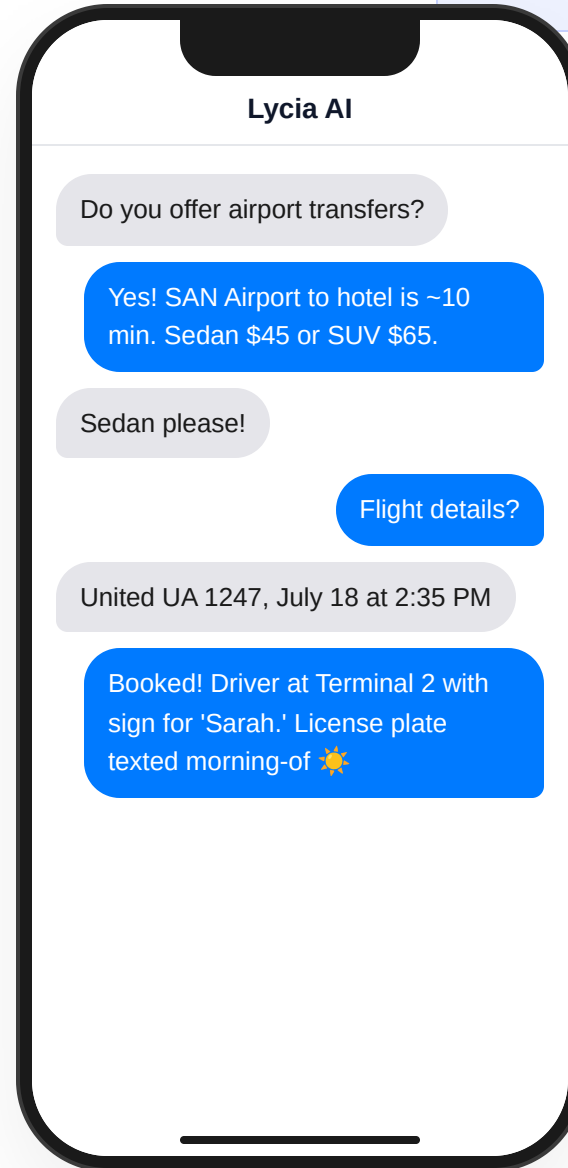 Lycia AI
Do you offer airport transfers?
Yes! SAN Airport to hotel is ~10
min. Sedan $45 or SUV $65.
Sedan please!
Flight details?
United UA 1247, July 18 at 2:35 PM
Booked! Driver at Terminal 2 with
sign for 'Sarah.' License plate
texted morning-of ☀️